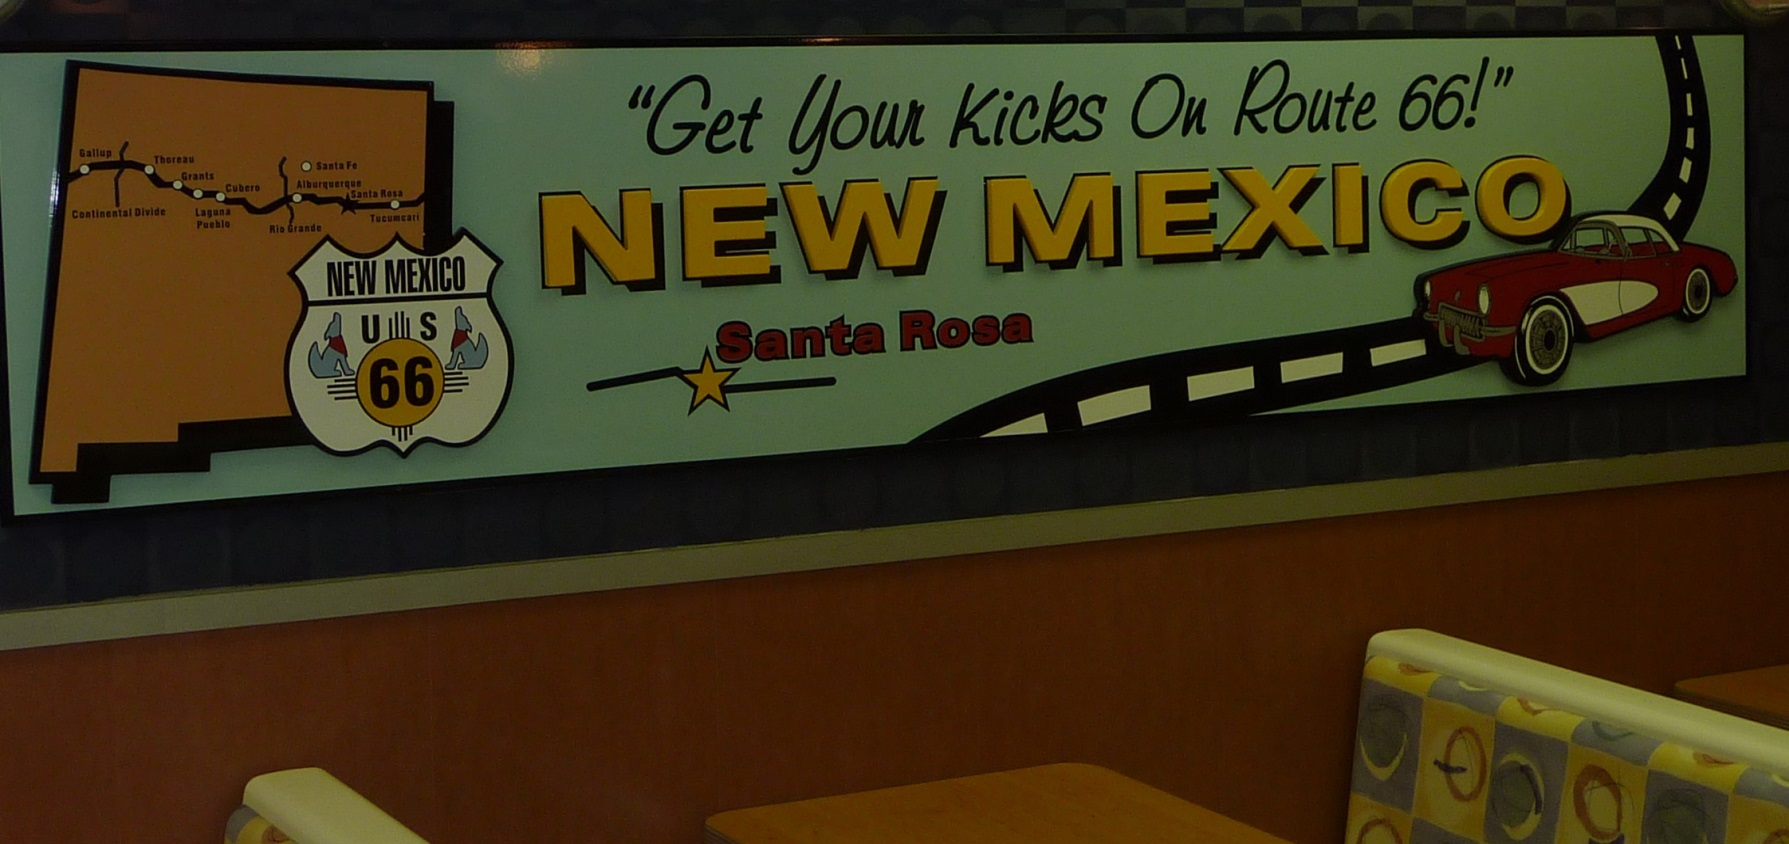 "Get Your Kicks On Route 66!"
NEW MEXICO
Santa Rosa
Gallup
Thoreau
Grants
Cubero
Santa Fe
Alburquerque
Santa Rosa
Continental Divide
Laguna
Pueblo
Rio Grande
Tucumcari
NEW MEXICO
U S
66